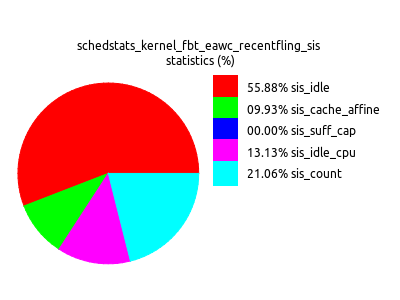 schedstats_kernel_fbt_eawc_recentfling_sis
statistics (%)
55.88% sis_idle
09.93% sis_cache_affine
00.00% sis_suff_cap
13.13% sis_idle_cpu
21.06% sis_count